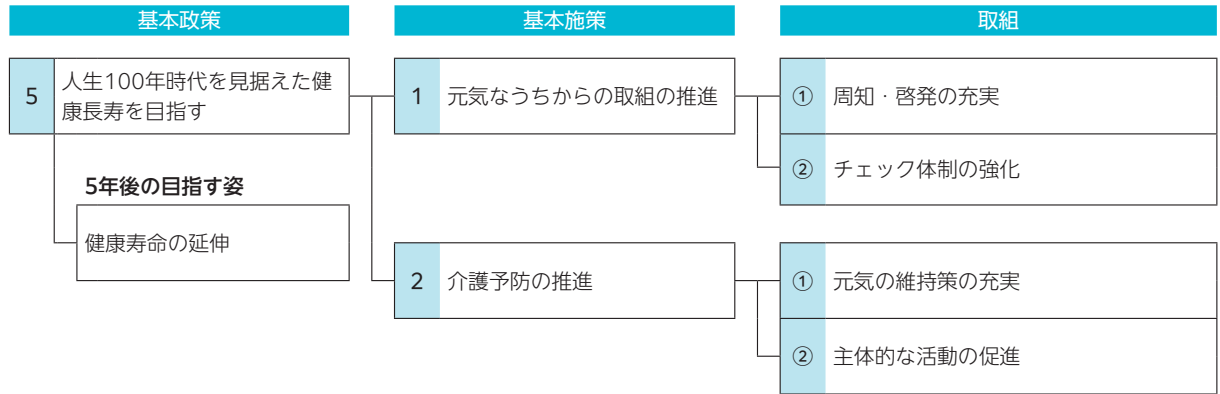 基本政策
基本施策
取組
5
人生100年時代を見据えた健
康長寿を目指す
5年後の目指す姿
健康寿命の延伸
1
元気なうちからの取組の推進
①
周知・啓発の充実
②
チェック体制の強化
2
介護予防の推進
①
元気の維持策の充実
②
主体的な活動の促進